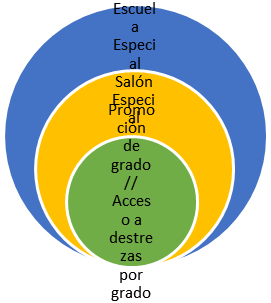 Escuel
a
Especi
al
Salón
Especi
al
Promo
ción
de
grado
//
Acces
o a
destre
zas
por
grado